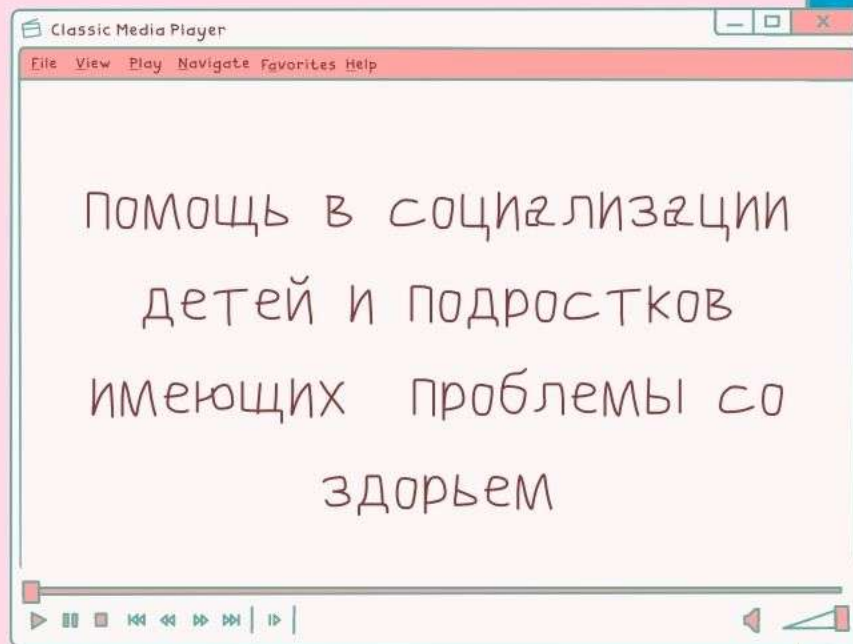 Classic Media Player
File View Play Navigate Favorites Help
помощь в социализации
детей и подростков
имеющих проблемы со
здорьем